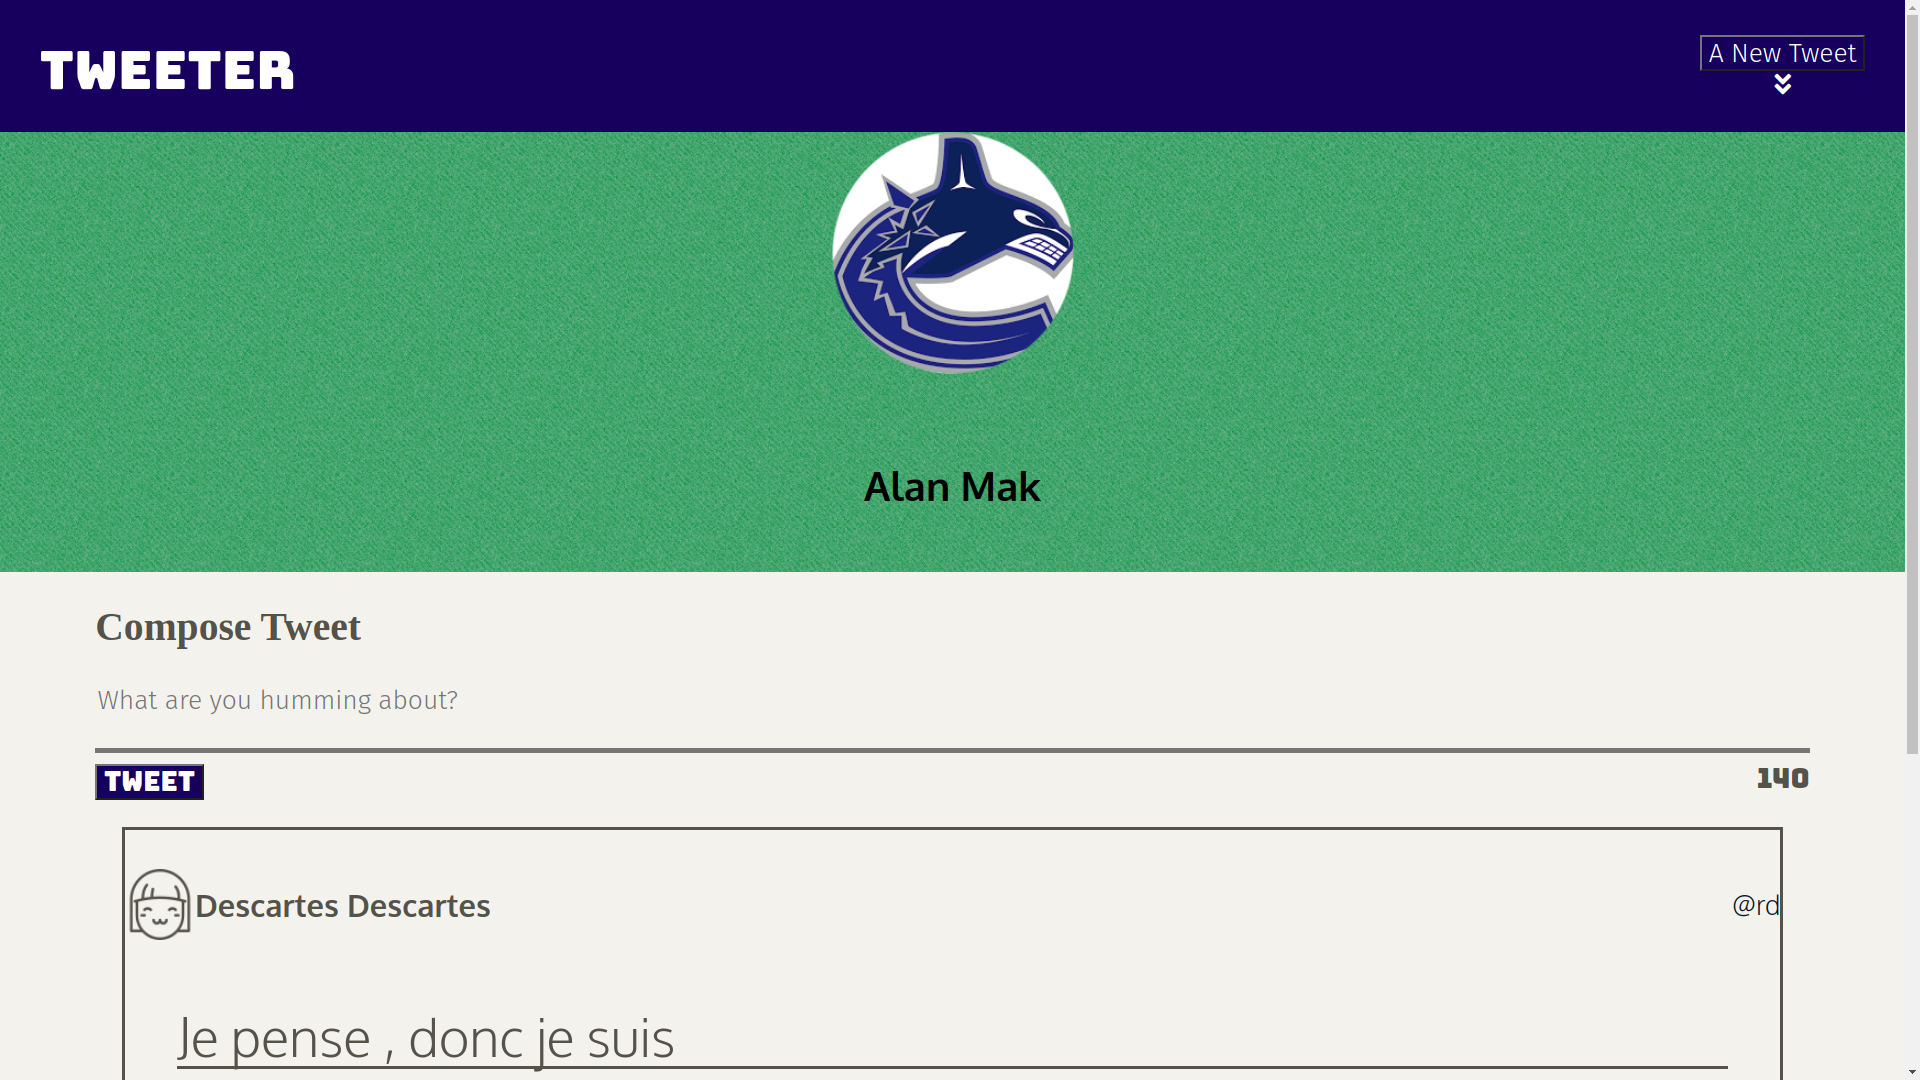 TWEETER
A New Tweet
Alan Mak
Compose Tweet
What are you humming about?
TWEET
140
Descartes Descartes
@rd
Je pense , donc je suis